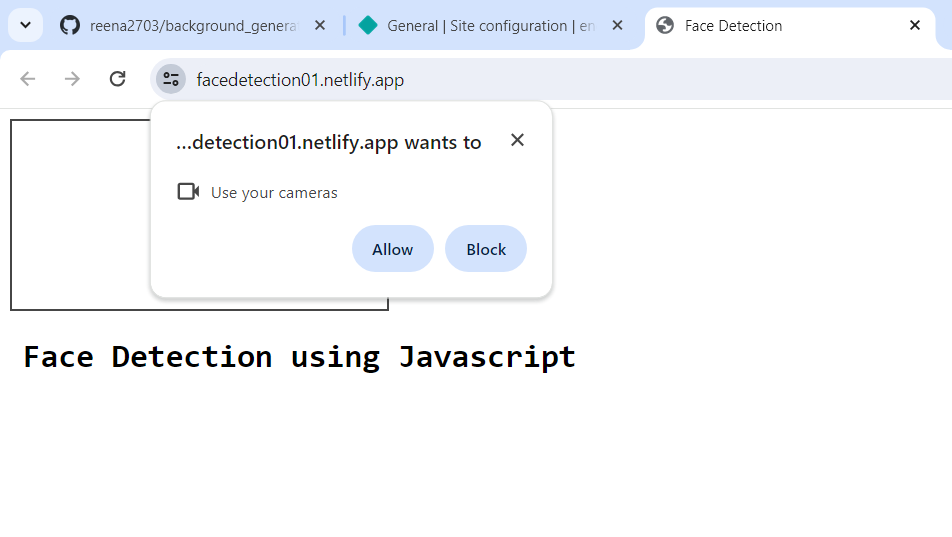 reena2703/background_genera
General | Site configuration | en
Face Detection
facedetection01.netlify.app
...detection01.netlify.app wants to
Use your cameras
Allow
Block
Face Detection using Javascript